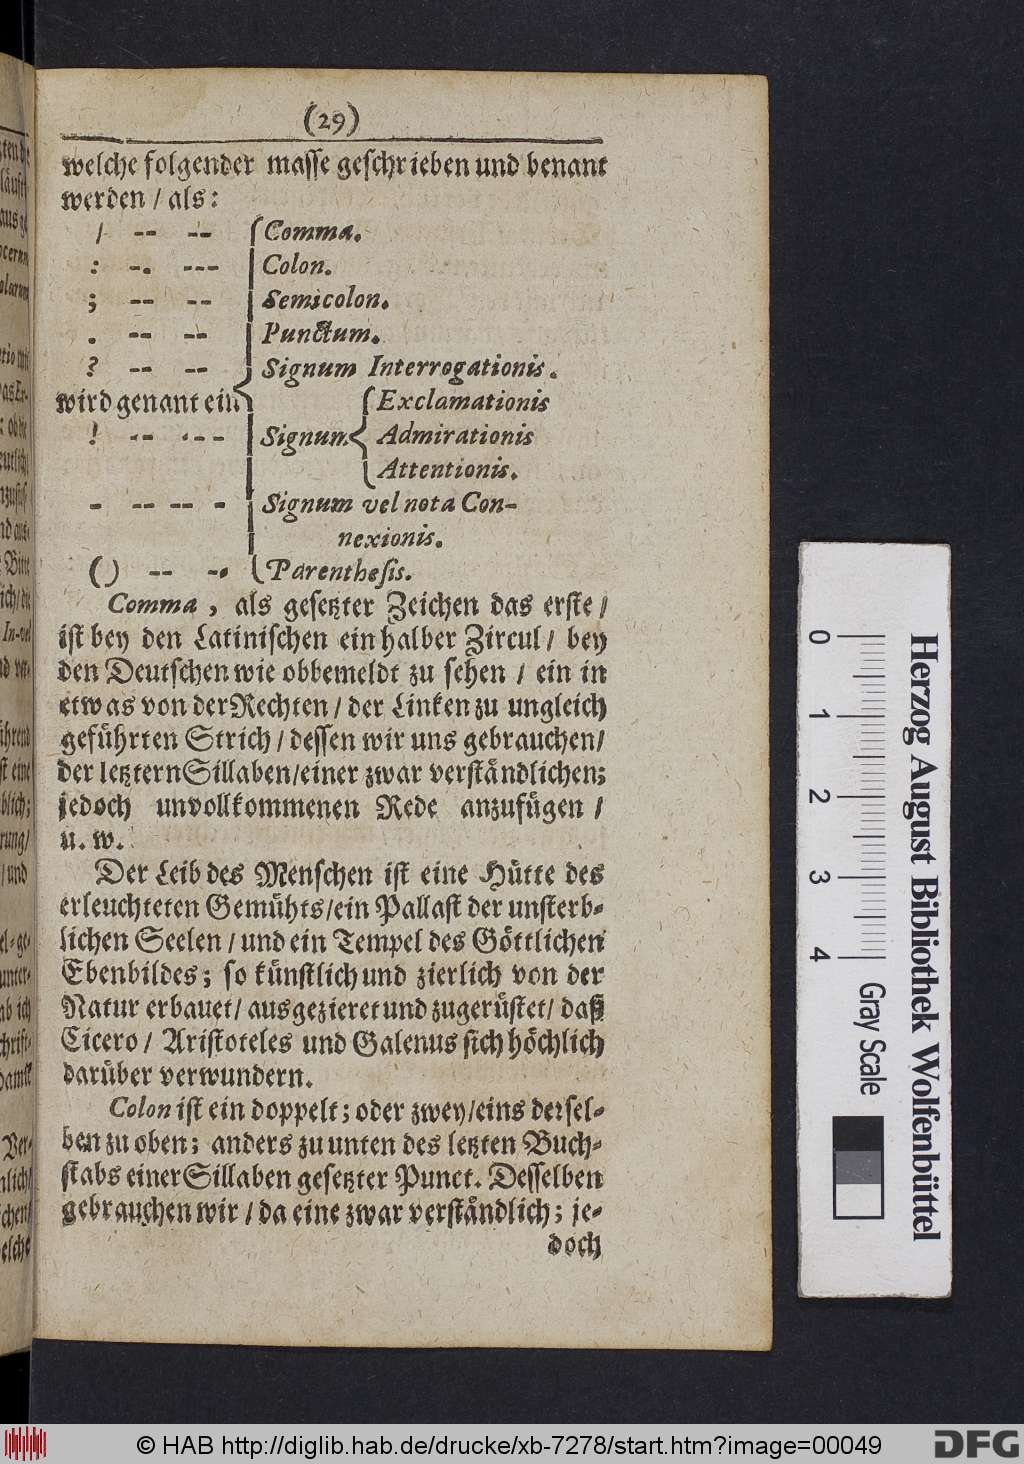 (29)
welche folgender masse geschrieben und benant
werden / als:
/ -- -- Comma.
: -. --- Colon.
; -- -- Semicolon.
. -- -- Punctum.
? -- -- Signum Interrogationis.
wird genant ein { Exclamationis
! -- --- Signum { Admirationis
Attentionis.
- -- -- - Signum vel nota Con-
nexionis.
() -- -. Parenthesis.
Comma, als gesetzter Zeichen das erste /
ist bey den Latinischen ein halber Zircul / bey
den Deutschen wie obbemeldt zu sehen / ein in
etwas von der Rechten / der Linken zu ungleich
geführten Strich / dessen wir uns gebrauchen /
der letztern Sillaben / einer zwar verständlichen;
jedoch unvollkommenen Rede anzufügen /
u. w.
Der Leib des Menschen ist eine Hütte des
erleuchteten Gemühts / ein Pallast der unsterb-
lichen Seelen / und ein Tempel des Göttlichen
Ebenbildes; so künstlich und zierlich von der
Natur erbauet / ausgezieret und zugerüstet / daß
Cicero / Aristoteles und Galenus sich höchlich
darüber verwundern.
Colon ist ein doppelt; oder zwey / eins dersel-
ben zu oben; anders zu unten des letzten Buch-
stabs einer Sillaben gesetzter Punct. Desselben
gebrauchen wir / da eine zwar verständlich; je-
doch
0 1 2 3 4
Herzog August Bibliothek Wolfenbüttel
Gray Scale
© HAB http://diglib.hab.de/drucke/xb-7278/start.htm?image=00049
DFG